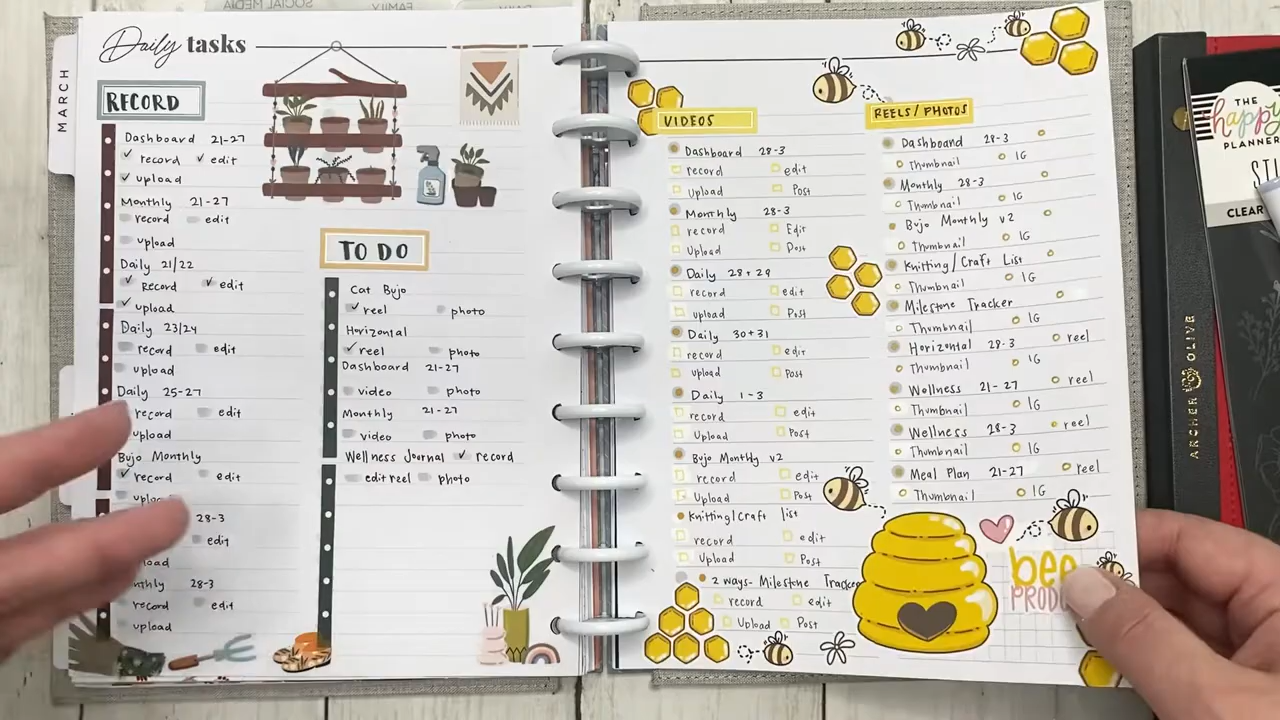 SOCIAL MEDIA
FAMILY
MARCH
Daily tasks
RECORD
Dashboard 21-27
record edit
upload
Monthly 21-27
record edit
upload
Daily 21/22
Record edit
upload
Daily 23/24
record edit
upload
Daily 25-27
record edit
upload
Bujo Monthly
record edit
28-3
edit
28-3
record edit
upload
TO DO
Cat Bujo
reel photo
Horizontal
reel photo
Dashboard 21-27
video photo
Monthly 21-27
video photo
Wellness Journal record
edit reel photo
VIDEOS
Dashboard 28-3
record edit
upload Post
Monthly 28-3
record Edit
Upload Post
Daily 28+29
record edit
upload Post
Daily 30+31
record edit
upload Post
Daily 1-3
record edit
Upload Post
Bujo Monthly v2
record edit
Upload Post
Knitting/Craft list
record edit
Upload Post
2 ways- Milestone Tracker
record edit
Upload Post
REELS/PHOTOS
Dashboard 28-3
Thumbnail IG
Monthly 28-3
Thumbnail IG
Bujo Monthly v2
Thumbnail IG
Knitting/Craft List
Thumbnail IG
Milestone Tracker
Thumbnail IG
Horizontal 28-3 reel
Thumbnail IG
Wellness 21-27 reel
Thumbnail IG
Wellness 28-3 reel
Thumbnail IG
Meal Plan 21-27 reel
Thumbnail IG
bee
ARCHER OLIVE
THE
happy
PLANNER
CLEAR